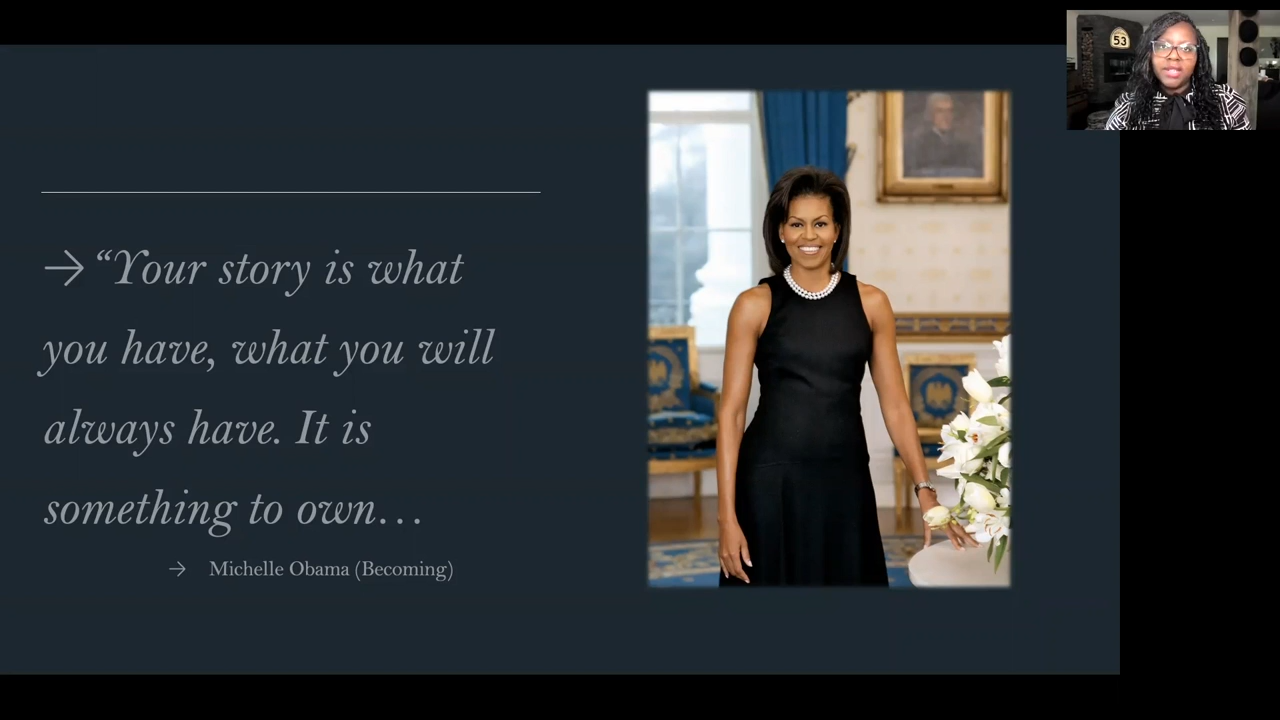 → “Your story is what
you have, what you will
always have. It is
something to own…
→ Michelle Obama (Becoming)
53